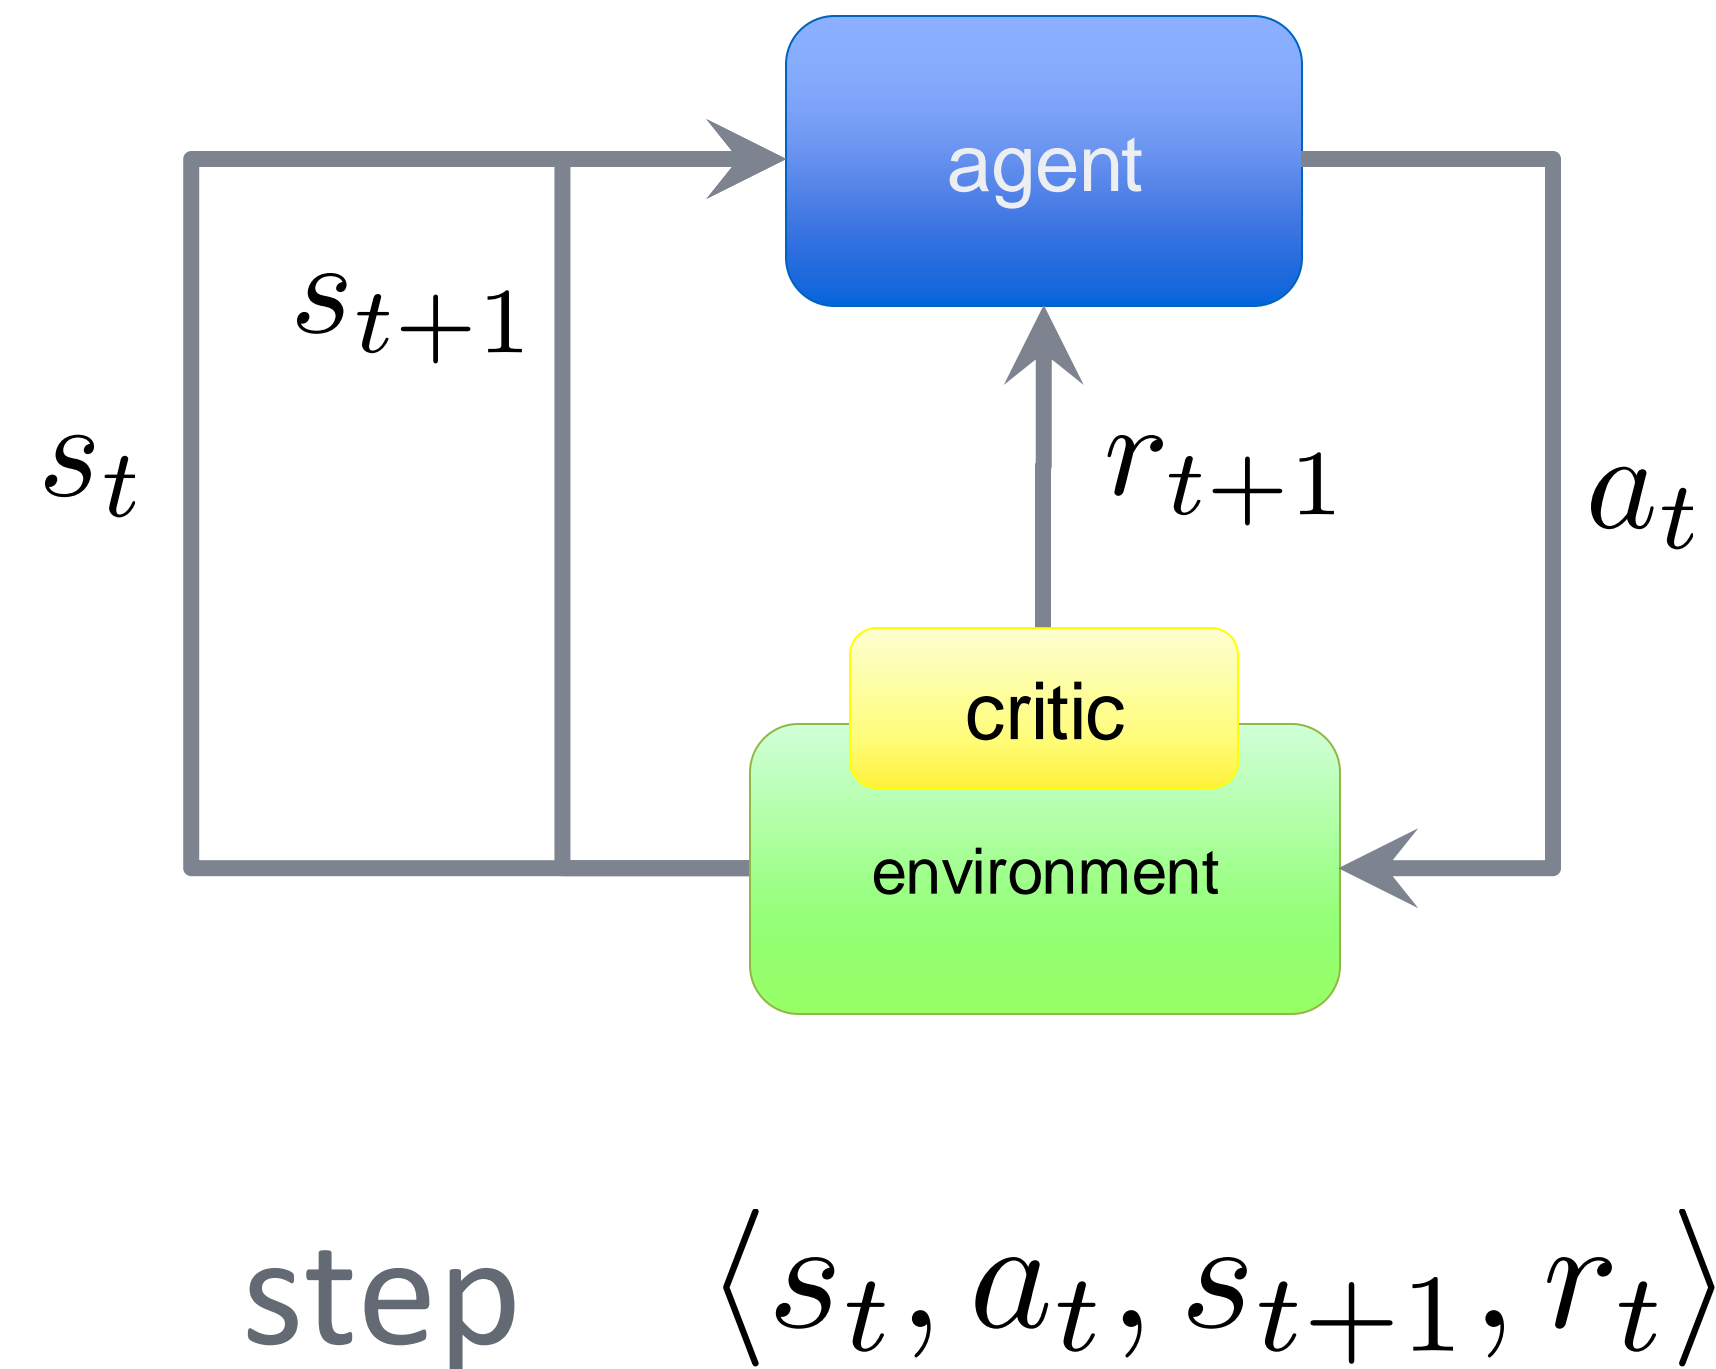 agent
s_{t+1}
s_t
r_{t+1}
a_t
critic
environment
step ⟨s_t, a_t, s_{t+1}, r_t⟩